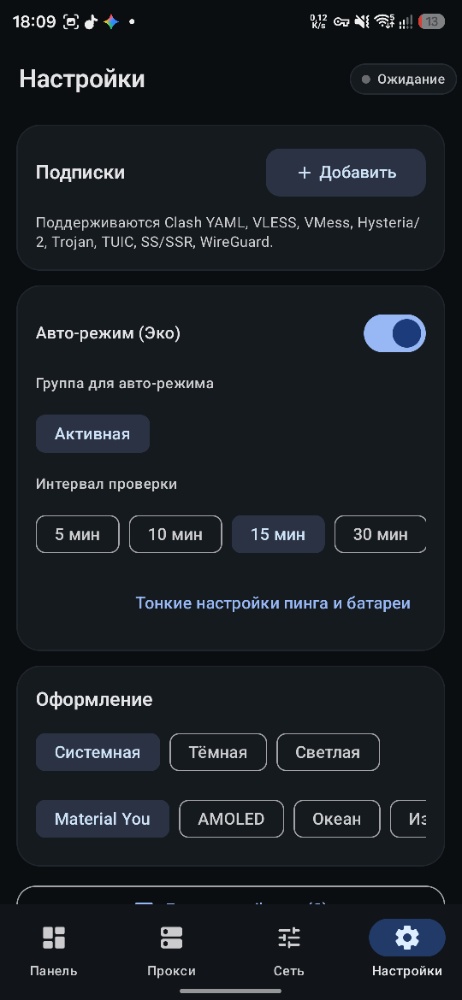 18:09
0,12
K/s
13
Настройки
Ожидание
Подписки
+ Добавить
Поддерживаются Clash YAML, VLESS, VMess, Hysteria/
2, Trojan, TUIC, SS/SSR, WireGuard.
Авто-режим (Эко)
Группа для авто-режима
Активная
Интервал проверки
5 мин
10 мин
15 мин
30 мин
Тонкие настройки пинга и батареи
Оформление
Системная
Тёмная
Светлая
Material You
AMOLED
Океан
Из
Панель
Прокси
Сеть
Настройки